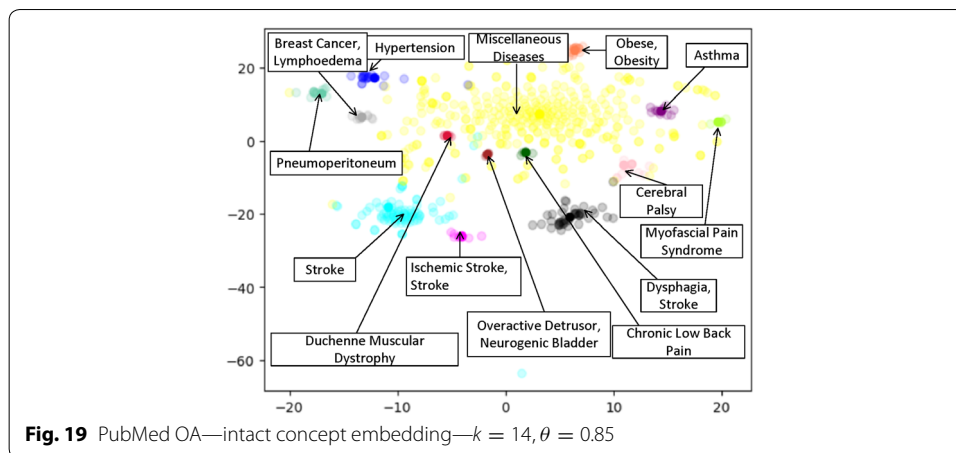 Breast Cancer,
Lymphoedema
Hypertension
Miscellaneous
Diseases
Obese,
Obesity
Asthma
Pneumoperitoneum
Cerebral
Palsy
Myofascial Pain
Syndrome
Stroke
Ischemic Stroke,
Stroke
Dysphagia,
Stroke
Duchenne Muscular
Dystrophy
Overactive Detrusor,
Neurogenic Bladder
Chronic Low Back
Pain
20
0
−20
−40
−60
−20
−10
0
10
20
Fig. 19 PubMed OA—intact concept embedding—k = 14, θ = 0.85